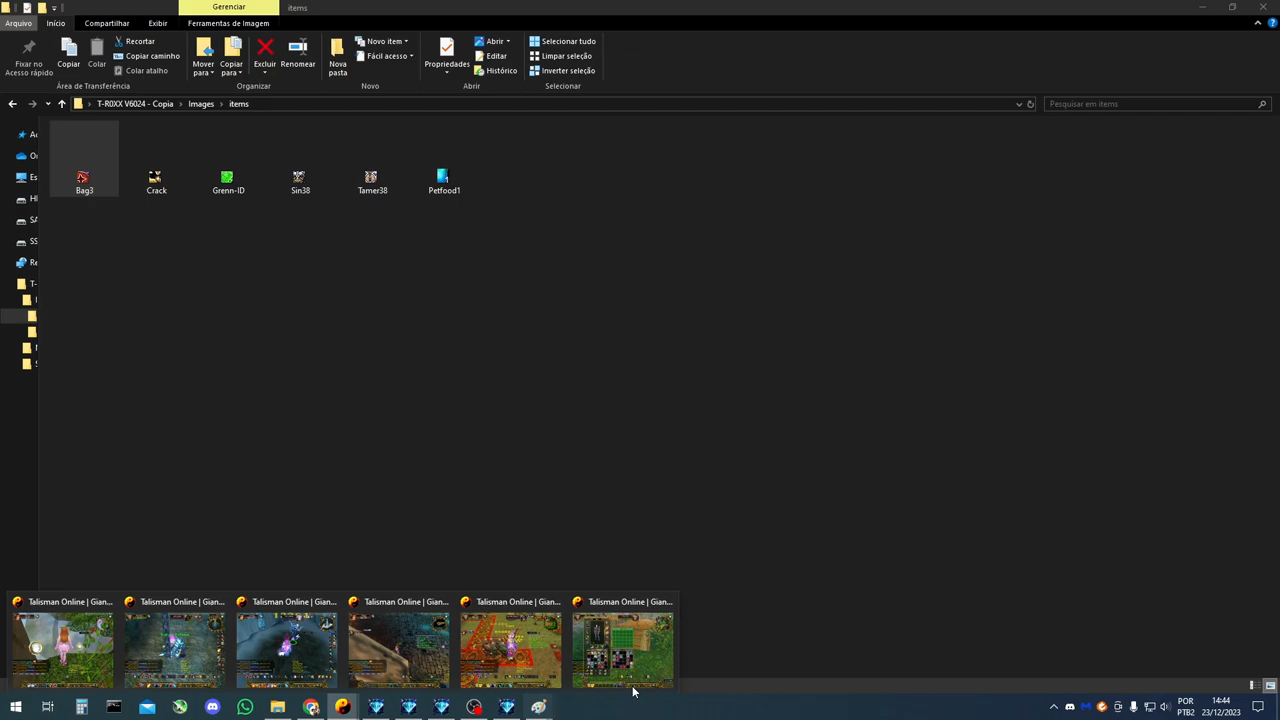 Gerenciar
items
Arquivo
Início
Compartilhar
Exibir
Ferramentas de Imagem
Fixar no
Acesso rápido
Copiar
Colar
Recortar
Copiar caminho
Colar atalho
Área de Transferência
Mover
para
Copiar
para
Excluir
Renomear
Organizar
Nova
pasta
Novo item
Fácil acesso
Novo
Propriedades
Abrir
Editar
Histórico
Abrir
Selecionar tudo
Limpar seleção
Inverter seleção
Selecionar
T-R0XX V6024 - Copia
Images
items
Pesquisar em items
Bag3
Crack
Grenn-ID
Sin38
Tamer38
Petfood1
Talisman Online | Gian...
Talisman Online | Gian...
Talisman Online | Gian...
Talisman Online | Gian...
Talisman Online | Gian...
Talisman Online | Gian...
POR
PTB2
14:44
23/12/2023